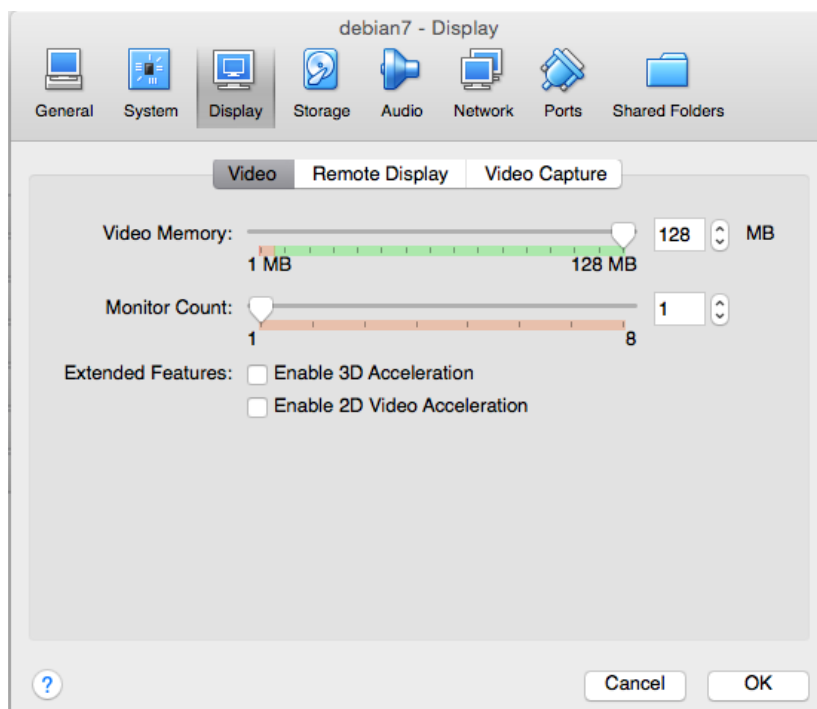 debian7 - Display
General System Display Storage Audio Network Ports Shared Folders
Video Remote Display Video Capture
Video Memory: 128 MB
1 MB 128 MB
Monitor Count: 1
1 8
Extended Features: Enable 3D Acceleration
Enable 2D Video Acceleration
? Cancel OK